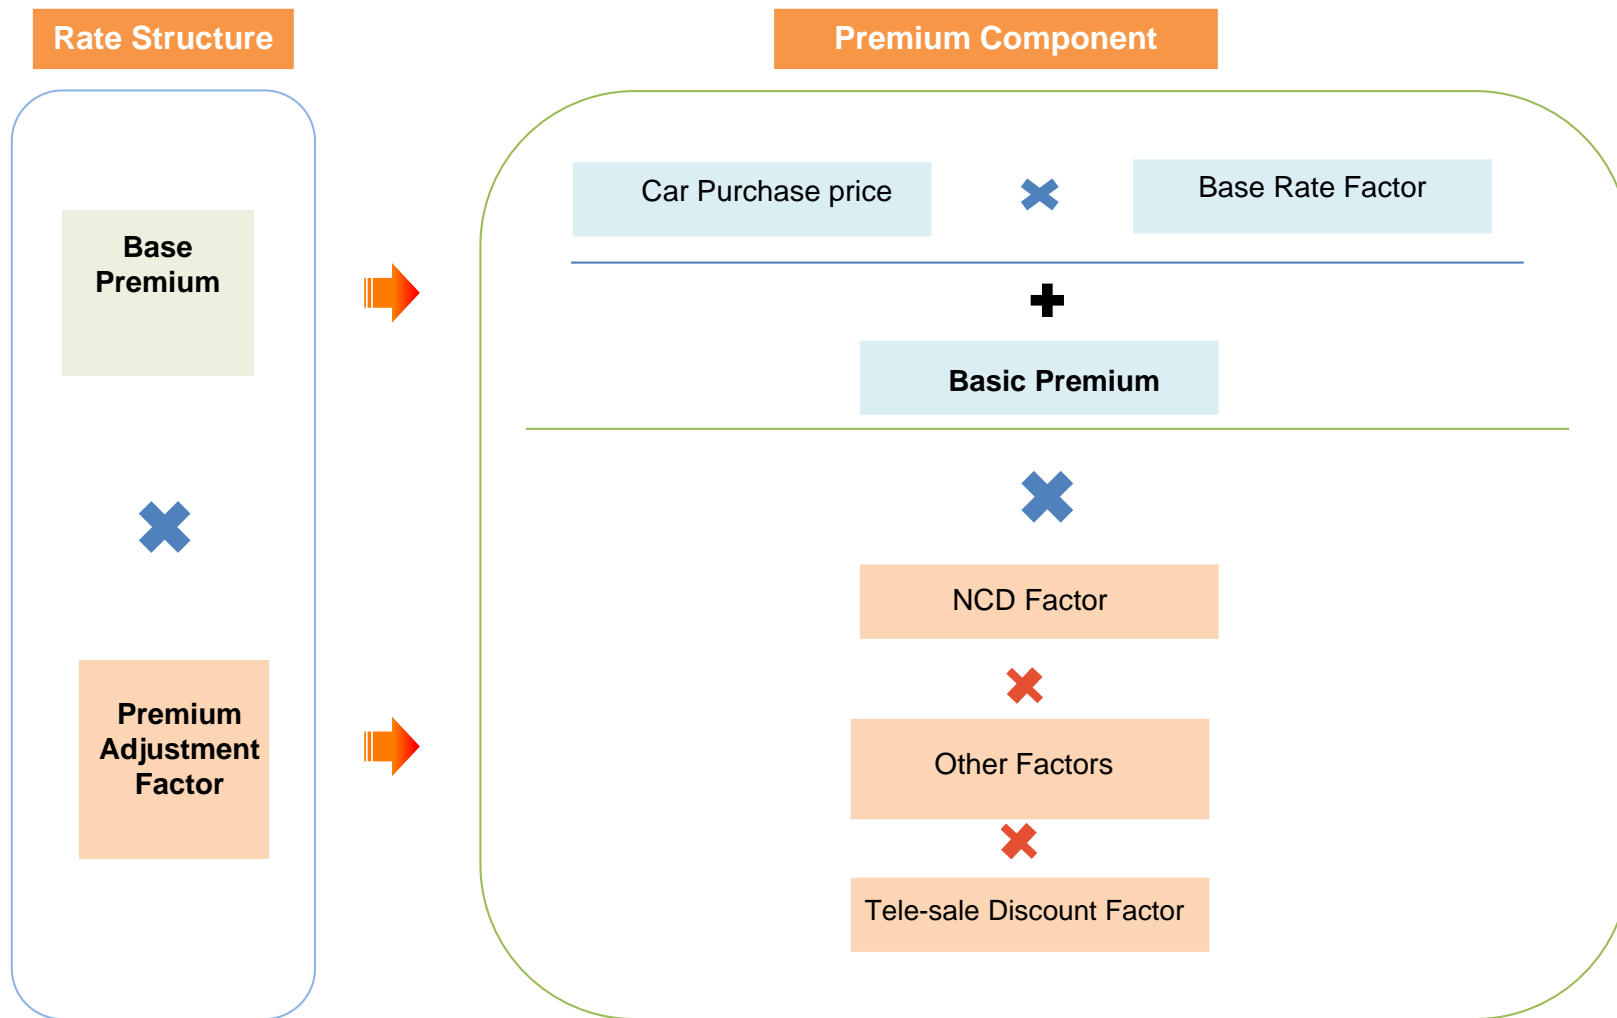 Rate Structure
Premium Component
Car Purchase price
Base Rate Factor
Base
Premium
Basic Premium
NCD Factor
Premium
Adjustment
Factor
Other Factors
Tele-sale Discount Factor